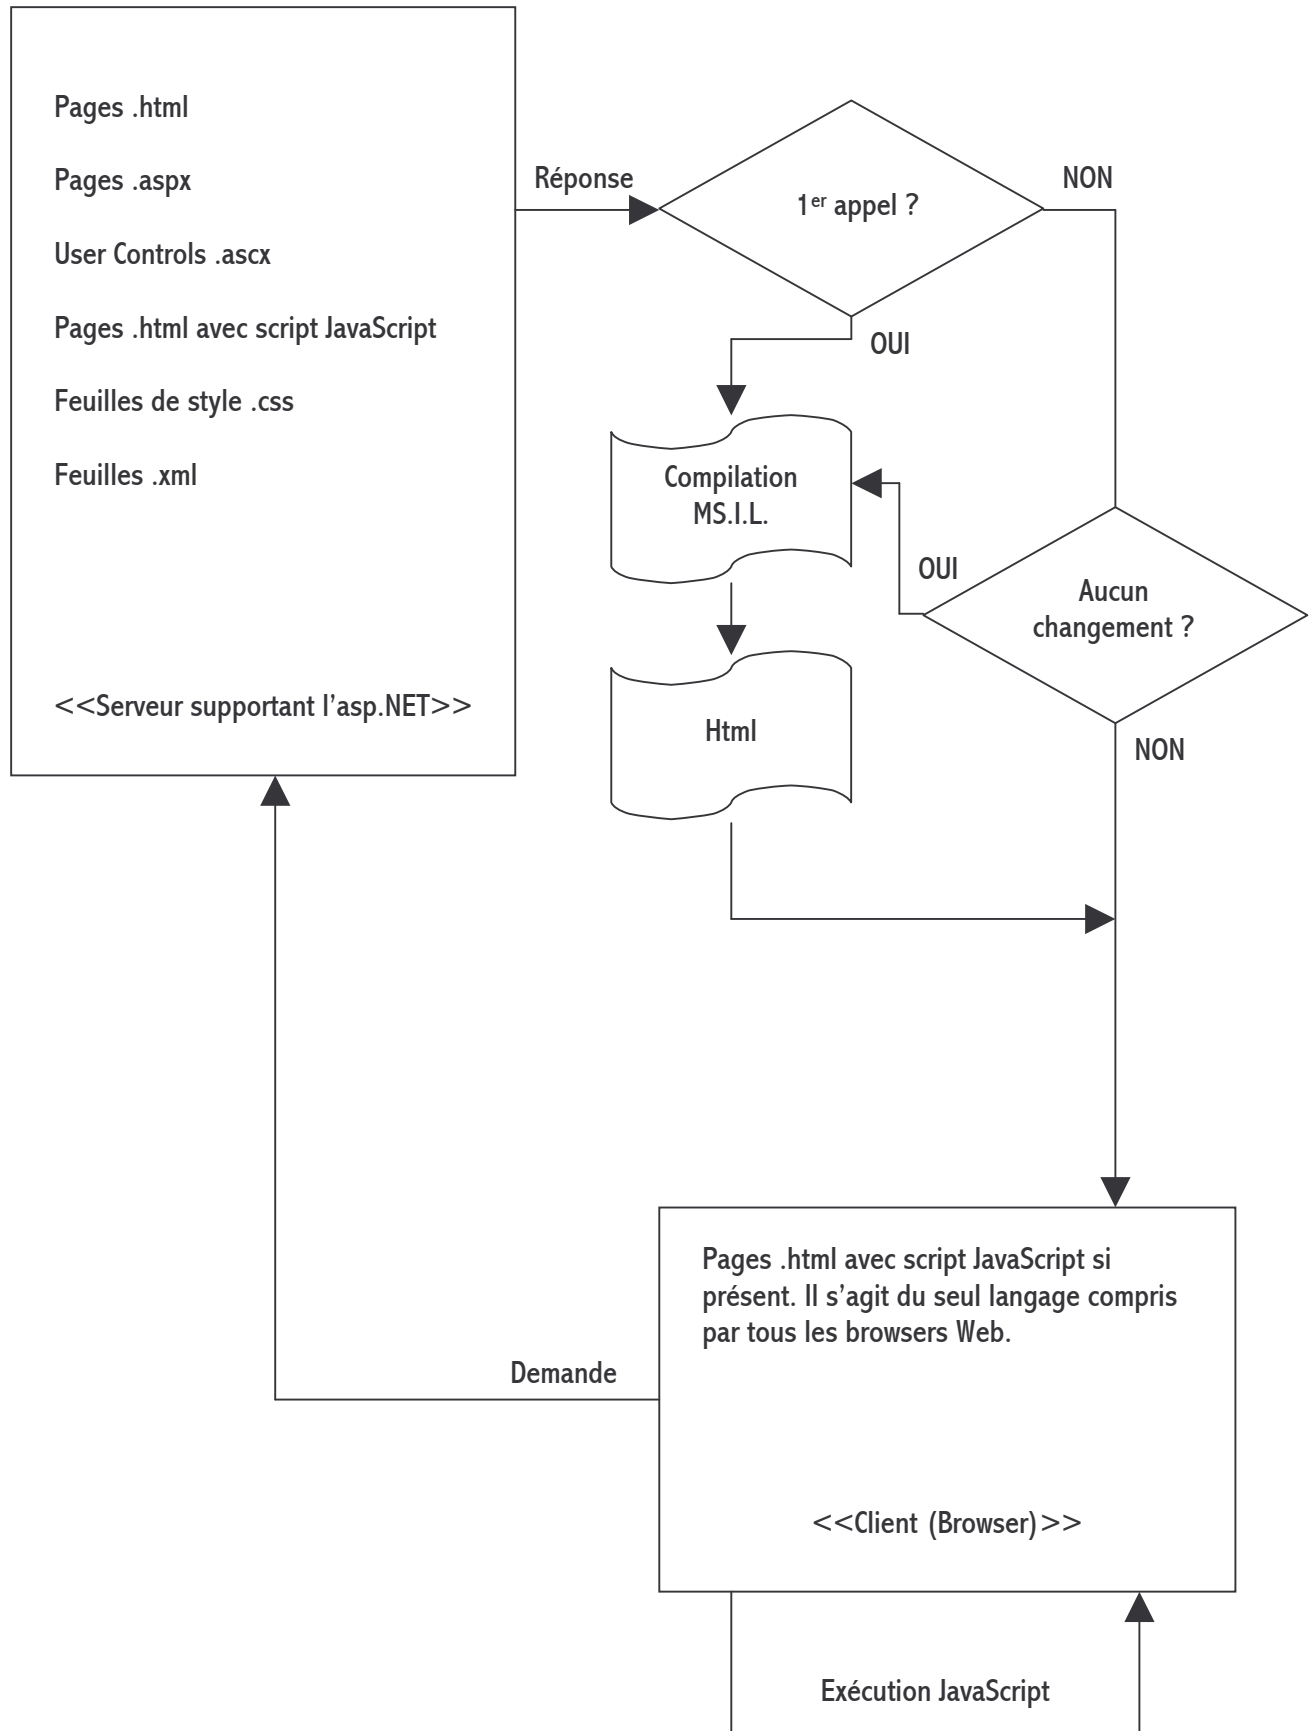 Pages .html
Pages .aspx
User Controls .ascx
Pages .html avec script JavaScript
Feuilles de style .css
Feuilles .xml
<<Serveur supportant l’asp.NET>>
Réponse
1er appel ?
NON
OUI
Compilation
MS.I.L.
OUI
Aucun
changement ?
Html
NON
Pages .html avec script JavaScript si
présent. Il s’agit du seul langage compris
par tous les browsers Web.
Demande
<<Client (Browser)>>
Exécution JavaScript